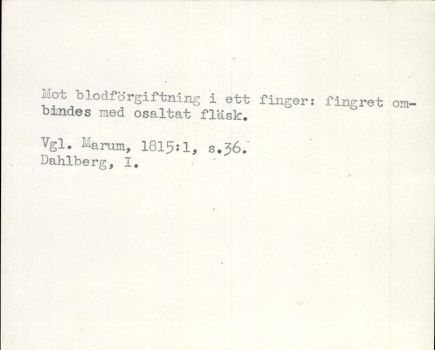 Mot blodförgiftning i ett finger: fingret om-
bindes med osaltat fläsk.
Vgl. Marum, 1815:1, s.36.
Dahlberg, I.